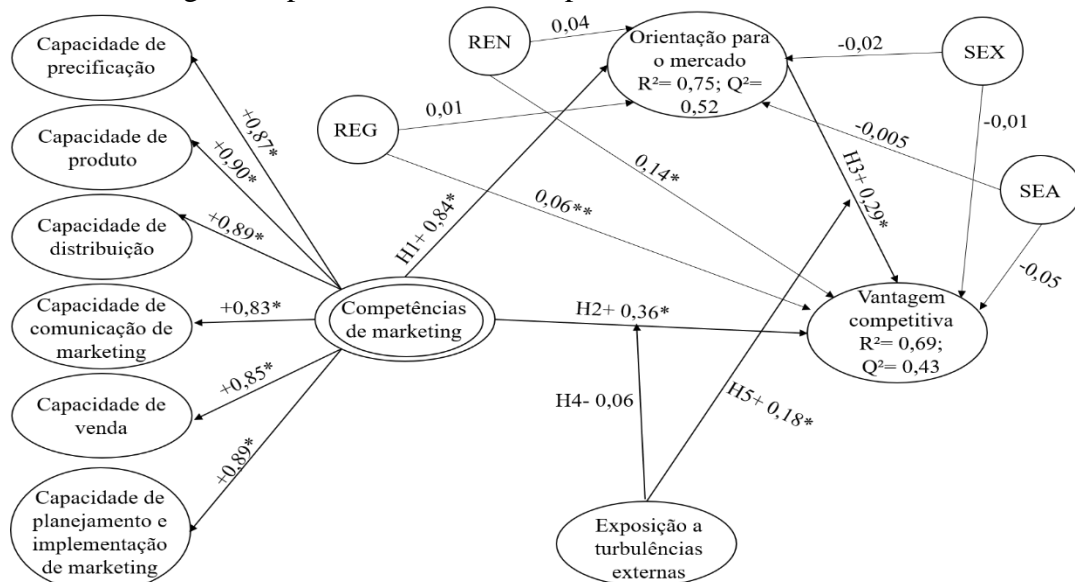 Capacidade de
precificação
Capacidade de
produto
Capacidade de
distribuição
Capacidade de
comunicação de
marketing
Capacidade de
venda
Capacidade de
planejamento e
implementação
de marketing
+0,87*
+0,90*
+0,89*
+0,83*
+0,85*
+0,89*
Competências
de marketing
REG
REN
0,04
0,01
Orientação para
o mercado
R²= 0,75; Q²=
0,52
-0,02
SEX
-0,01
-0,005
SEA
-0,05
H1+ 0,84*
0,14*
0,06**
H3+ 0,29*
H2+ 0,36*
Vantagem
competitiva
R²= 0,69;
Q²= 0,43
H4- 0,06
H5+ 0,18*
Exposição a
turbulências
externas